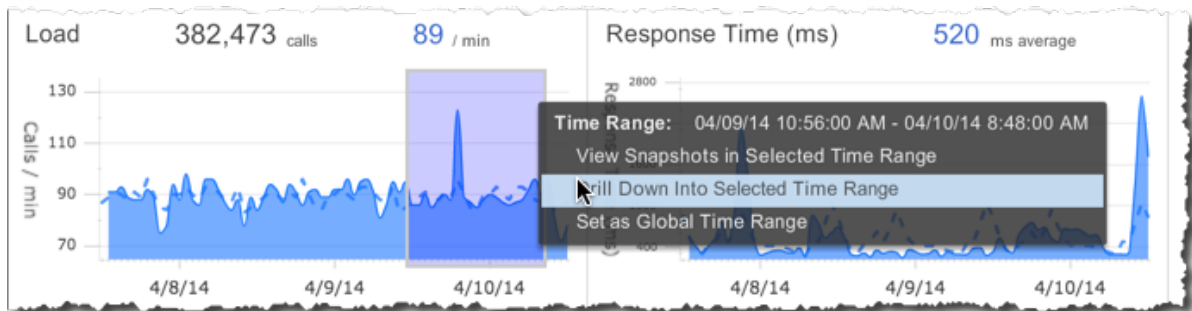 Load 382,473 calls 89 / min
Response Time (ms) 520 ms average
130
110
90
70
Calls / min
4/8/14 4/9/14 4/10/14
2800
400
4/8/14 4/9/14 4/10/14
Time Range: 04/09/14 10:56:00 AM - 04/10/14 8:48:00 AM
View Snapshots in Selected Time Range
Drill Down Into Selected Time Range
Set as Global Time Range